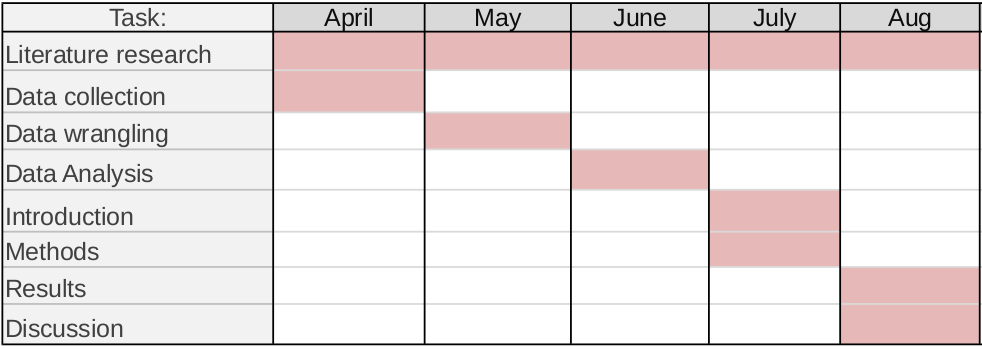 Task: April May June July Aug
Literature research
Data collection
Data wrangling
Data Analysis
Introduction
Methods
Results
Discussion